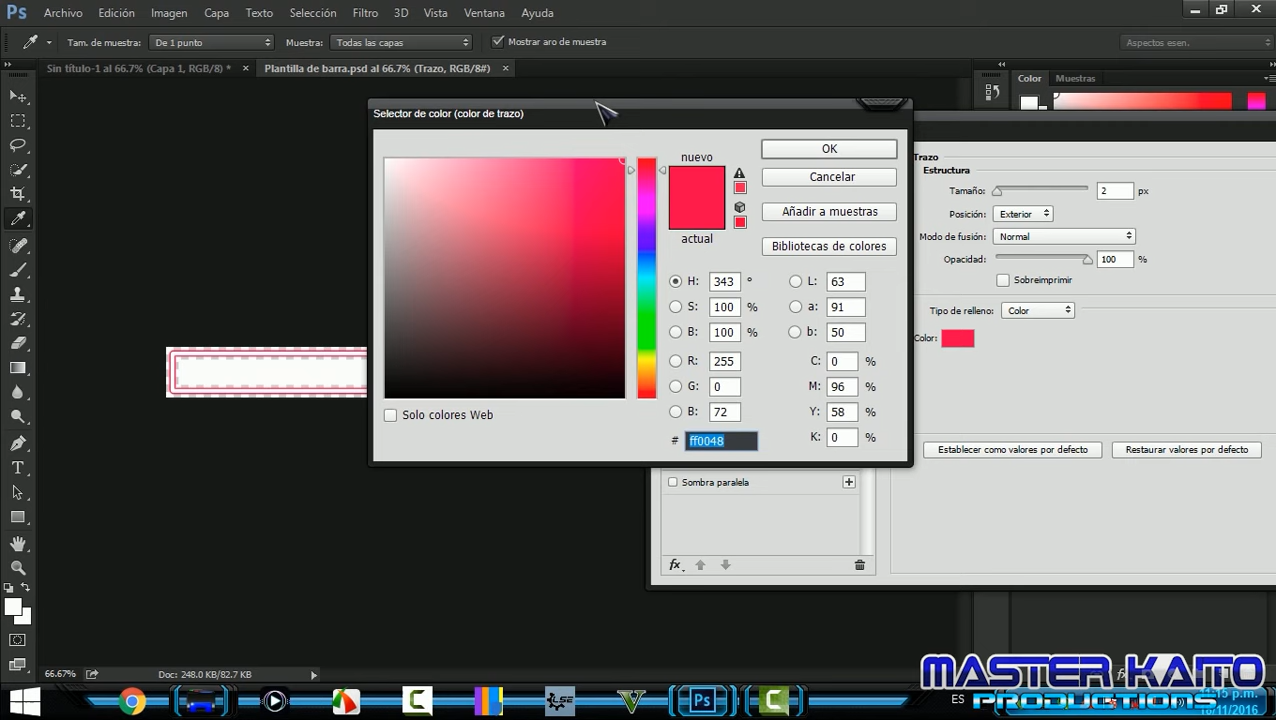 Ps Archivo Edición Imagen Capa Texto Selección Filtro 3D Vista Ventana Ayuda
Tam. de muestra: De 1 punto Muestra: Todas las capas Mostrar aro de muestra Aspectos esen.
Sin título-1 al 66.7% (Capa 1, RGB/8) * × Plantilla de barra.psd al 66.7% (Trazo, RGB/8#) × Color Muestras
Selector de color (color de trazo)
nuevo
actual
OK
Cancelar
Añadir a muestras
Bibliotecas de colores
H: 343 ° L: 63
S: 100 % a: 91
B: 100 % b: 50
R: 255 C: 0 %
G: 0 M: 96 %
B: 72 Y: 58 %
# ff0048 K: 0 %
Solo colores Web
Trazo
Estructura
Tamaño: 2 px
Posición: Exterior
Modo de fusión: Normal
Opacidad: 100 %
Sobreimprimir
Tipo de relleno: Color
Color:
Establecer como valores por defecto Restaurar valores por defecto
Sombra paralela
fx
66.67% Doc: 248.0 KB/82.7 KB
MASTER KAITO
PRODUCTIONS
Ps ES 11:15 p.m.
16/11/2016